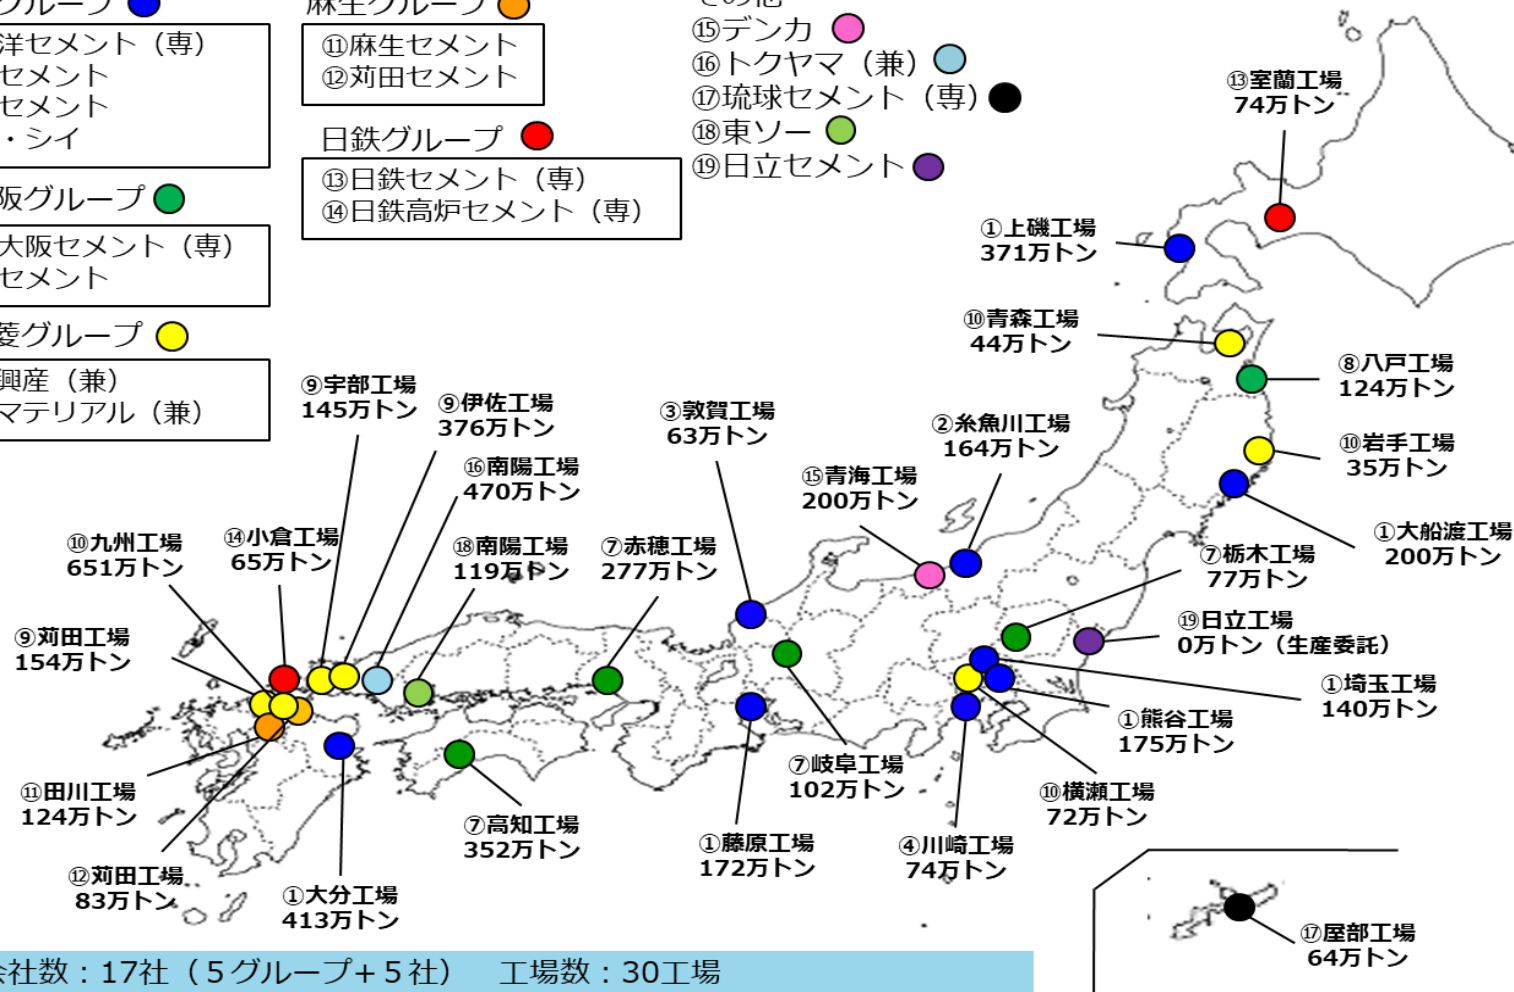 グループ
洋セメント（専）
セメント
セメント
・シイ
阪グループ
大阪セメント（専）
セメント
菱グループ
興産（兼）
マテリアル（兼）
麻生グループ
⑪麻生セメント
⑫苅田セメント
日鉄グループ
⑬日鉄セメント（専）
⑭日鉄高炉セメント（専）
その他
⑮デンカ
⑯トクヤマ（兼）
⑰琉球セメント（専）
⑱東ソー
⑲日立セメント
⑬室蘭工場
74万トン
①上磯工場
371万トン
⑩青森工場
44万トン
⑧八戸工場
124万トン
⑩岩手工場
35万トン
①大船渡工場
200万トン
⑦栃木工場
77万トン
⑲日立工場
0万トン（生産委託）
①埼玉工場
140万トン
①熊谷工場
175万トン
⑩横瀬工場
72万トン
④川崎工場
74万トン
②糸魚川工場
164万トン
⑮青海工場
200万トン
③敦賀工場
63万トン
⑦岐阜工場
102万トン
①藤原工場
172万トン
⑦赤穂工場
277万トン
⑦高知工場
352万トン
⑱南陽工場
119万トン
⑯南陽工場
470万トン
⑨伊佐工場
376万トン
⑨宇部工場
145万トン
⑭小倉工場
65万トン
⑩九州工場
651万トン
⑨苅田工場
154万トン
⑪田川工場
124万トン
⑫苅田工場
83万トン
①大分工場
413万トン
⑰屋部工場
64万トン
会社数：17社（５グループ+５社）　工場数：30工場